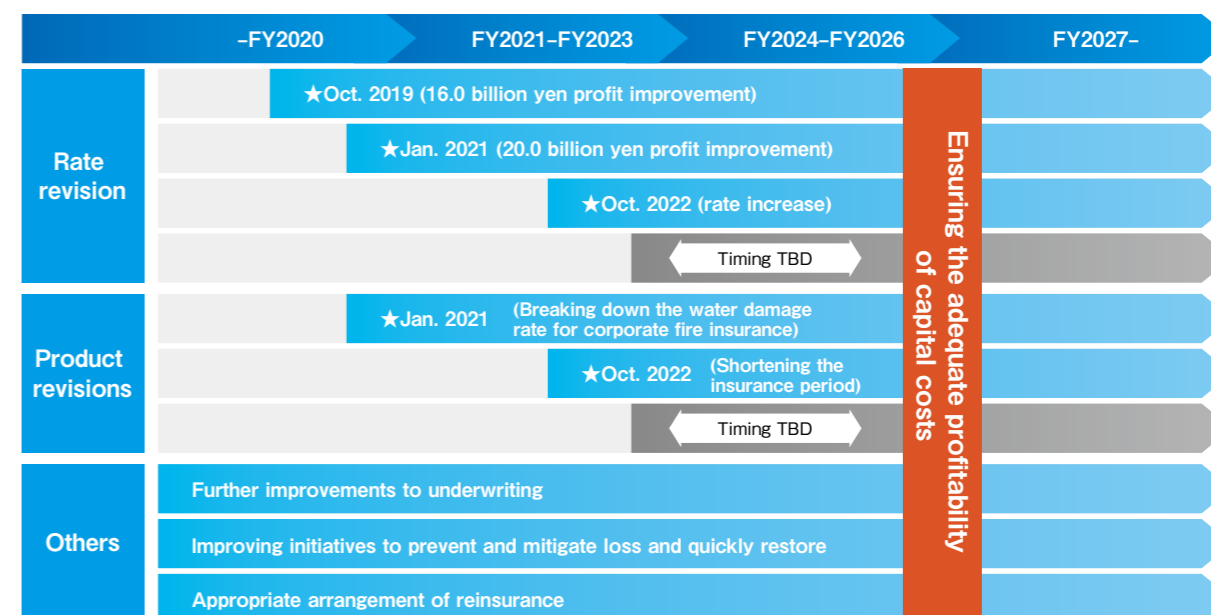 –FY2020
FY2021–FY2023
FY2024–FY2026
FY2027–
Rate
revision
★Oct. 2019 (16.0 billion yen profit improvement)
★Jan. 2021 (20.0 billion yen profit improvement)
★Oct. 2022 (rate increase)
Timing TBD
Product
revisions
★Jan. 2021
(Breaking down the water damage
rate for corporate fire insurance)
★Oct. 2022
(Shortening the
insurance period)
Timing TBD
Others
Further improvements to underwriting
Improving initiatives to prevent and mitigate loss and quickly restore
Appropriate arrangement of reinsurance
Ensuring the adequate profitability
of capital costs